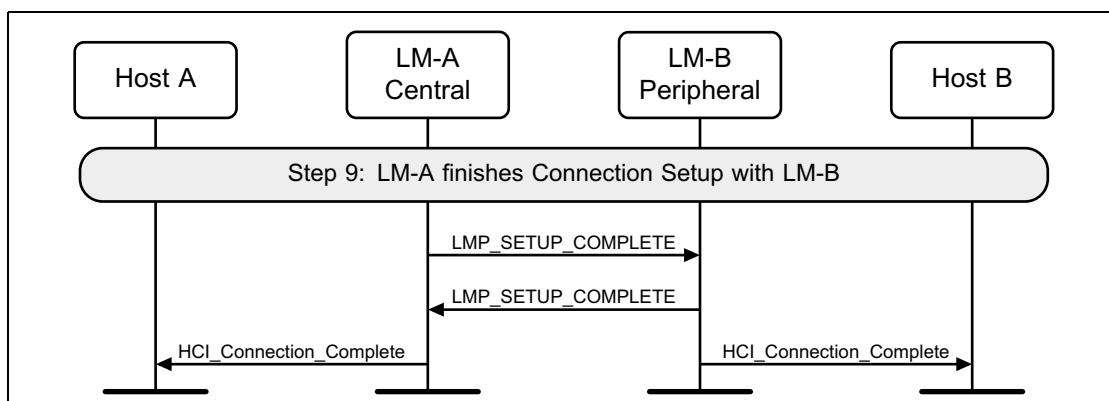 Host A
LM-A
Central
LM-B
Peripheral
Host B
Step 9: LM-A finishes Connection Setup with LM-B
LMP_SETUP_COMPLETE
LMP_SETUP_COMPLETE
HCI_Connection_Complete
HCI_Connection_Complete